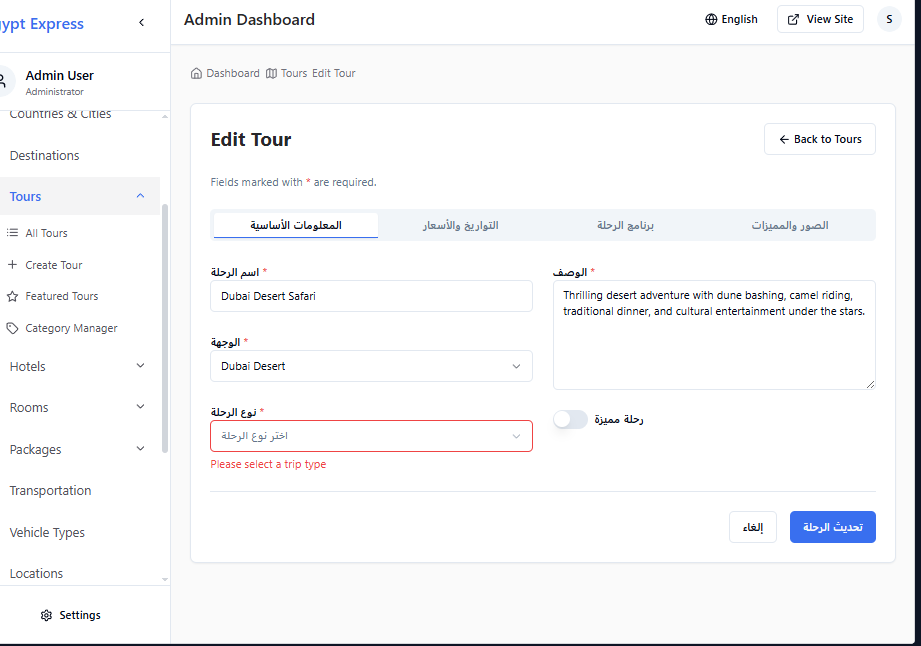 ypt Express
Admin Dashboard
English
View Site
S
Admin User
Administrator
Countries & Cities
Destinations
Tours
All Tours
Create Tour
Featured Tours
Category Manager
Hotels
Rooms
Packages
Transportation
Vehicle Types
Locations
Settings
Dashboard Tours Edit Tour
Edit Tour
Back to Tours
Fields marked with * are required.
المعلومات الأساسية
التواريخ والأسعار
برنامج الرحلة
الصور والمميزات
اسم الرحلة *
Dubai Desert Safari
الوجهة *
Dubai Desert
نوع الرحلة *
اختر نوع الرحلة
Please select a trip type
الوصف *
Thrilling desert adventure with dune bashing, camel riding,
traditional dinner, and cultural entertainment under the stars.
رحلة مميزة
إلغاء
تحديث الرحلة